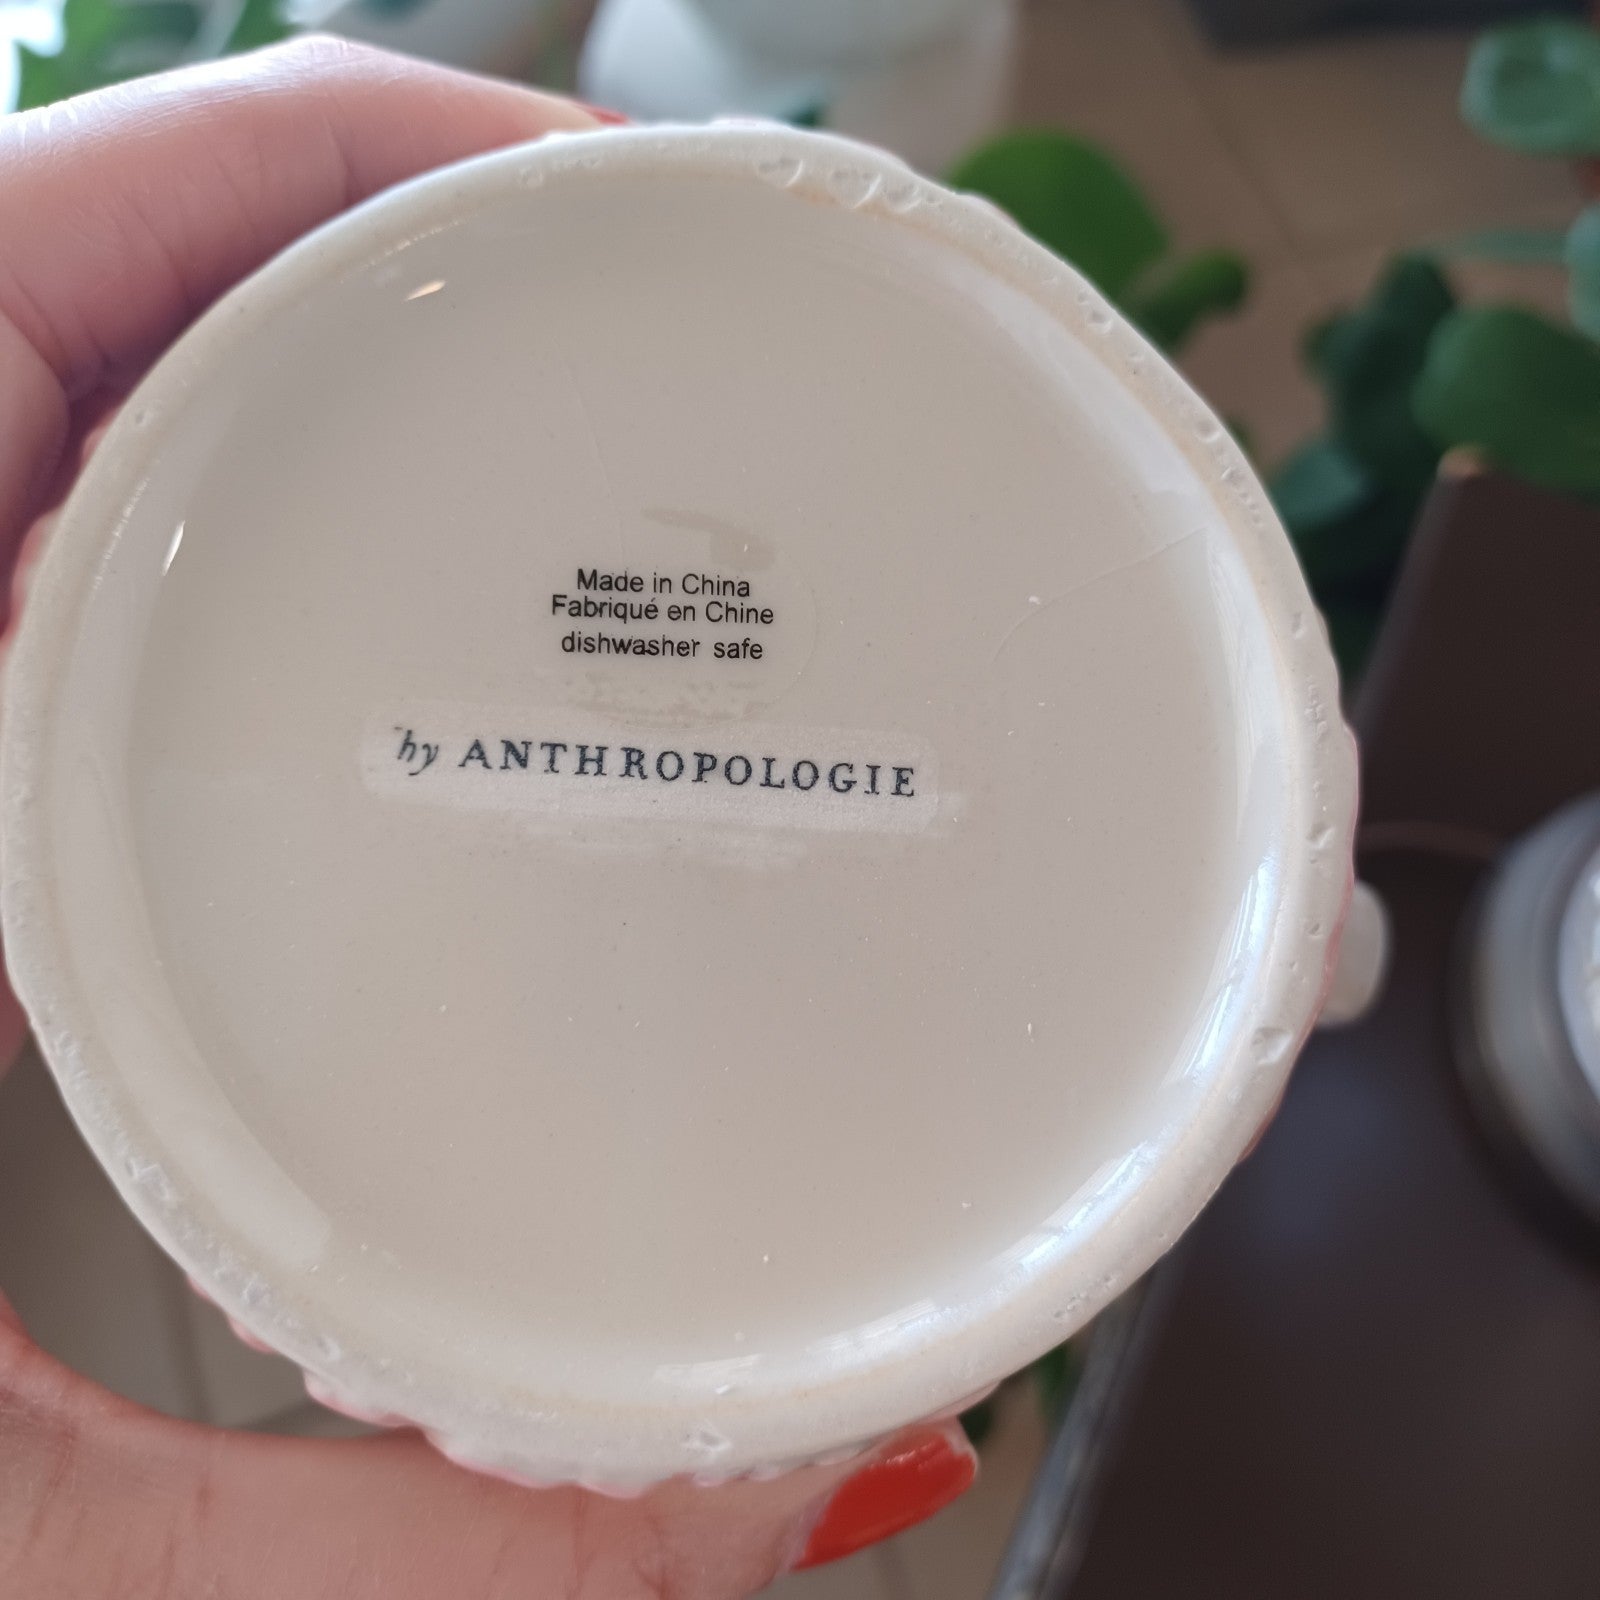 Made in China
Fabriqué en Chine
dishwasher safe
by ANTHROPOLOGIE